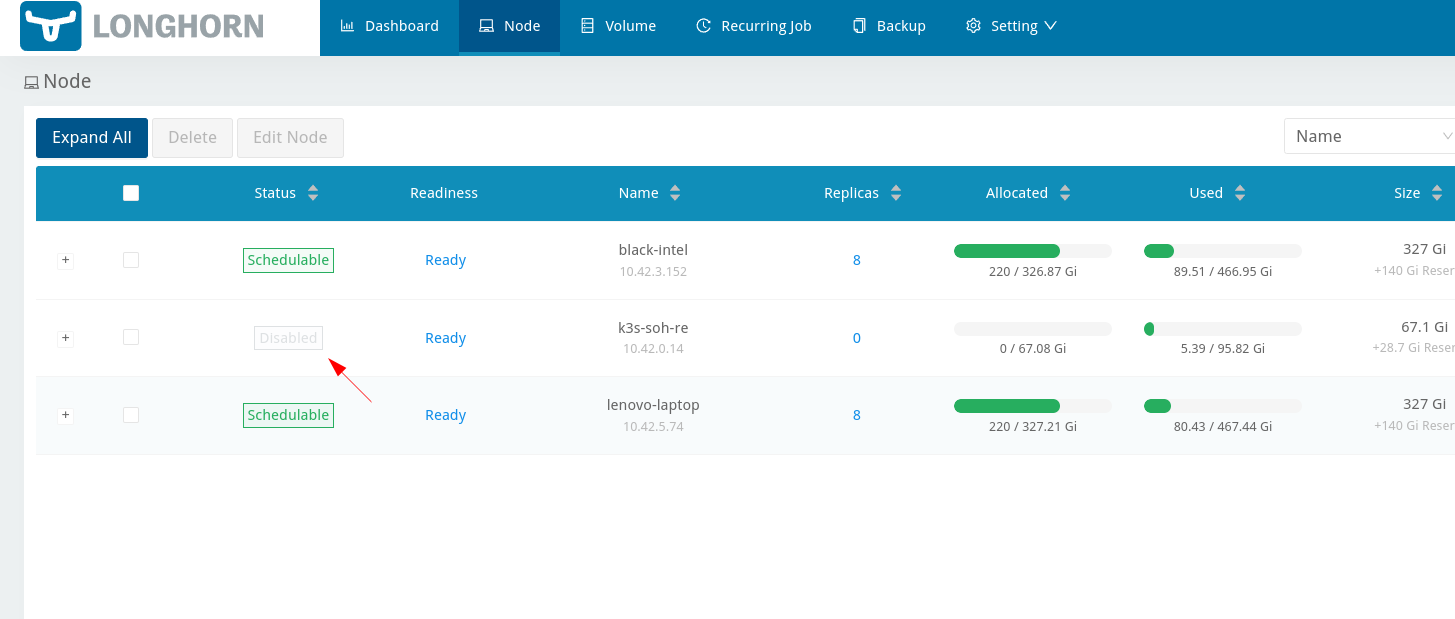 LONGHORN
Dashboard Node Volume Recurring Job Backup Setting
Node
Expand All Delete Edit Node Name
Status Readiness Name Replicas Allocated Used Size
+ Schedulable Ready black-intel 8 327 Gi
10.42.3.152 220 / 326.87 Gi 89.51 / 466.95 Gi +140 Gi Reser
+ Disabled Ready k3s-soh-re 0 67.1 Gi
10.42.0.14 0 / 67.08 Gi 5.39 / 95.82 Gi +28.7 Gi Reser
+ Schedulable Ready lenovo-laptop 8 327 Gi
10.42.5.74 220 / 327.21 Gi 80.43 / 467.44 Gi +140 Gi Reser